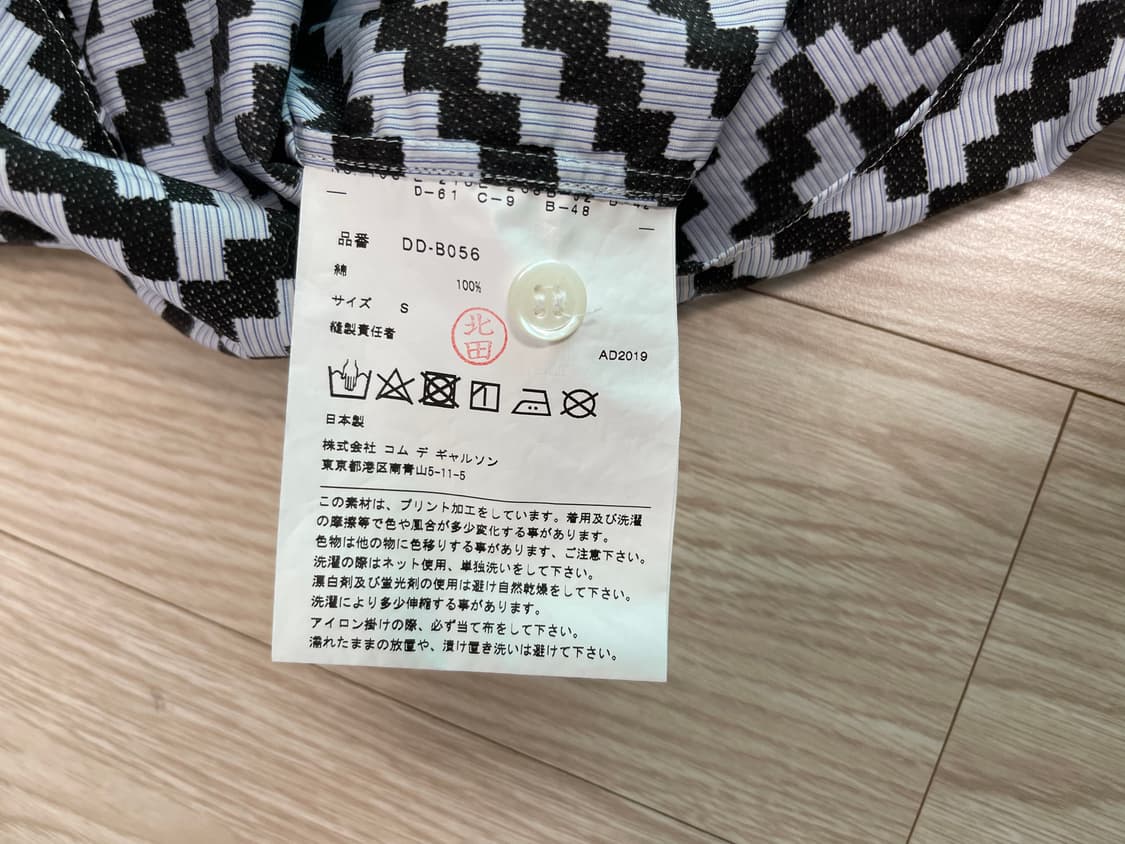 D-61 C-9 B-48
品番 DD-B056
綿 100%
サイズ S
縫製責任者 北田
AD2019
日本製
株式会社 コム デ ギャルソン
東京都港区南青山5-11-5
この素材は、プリント加工をしています。着用及び洗濯
の摩擦等で色や風合が多少変化する事があります。
色物は他の物に色移りする事があります、ご注意下さい。
洗濯の際はネット使用、単独洗いをして下さい。
漂白剤及び蛍光剤の使用は避け自然乾燥をして下さい。
洗濯により多少伸縮する事があります。
アイロン掛けの際、必ず当て布をして下さい。
濡れたままの放置や、漬け置き洗いは避けて下さい。